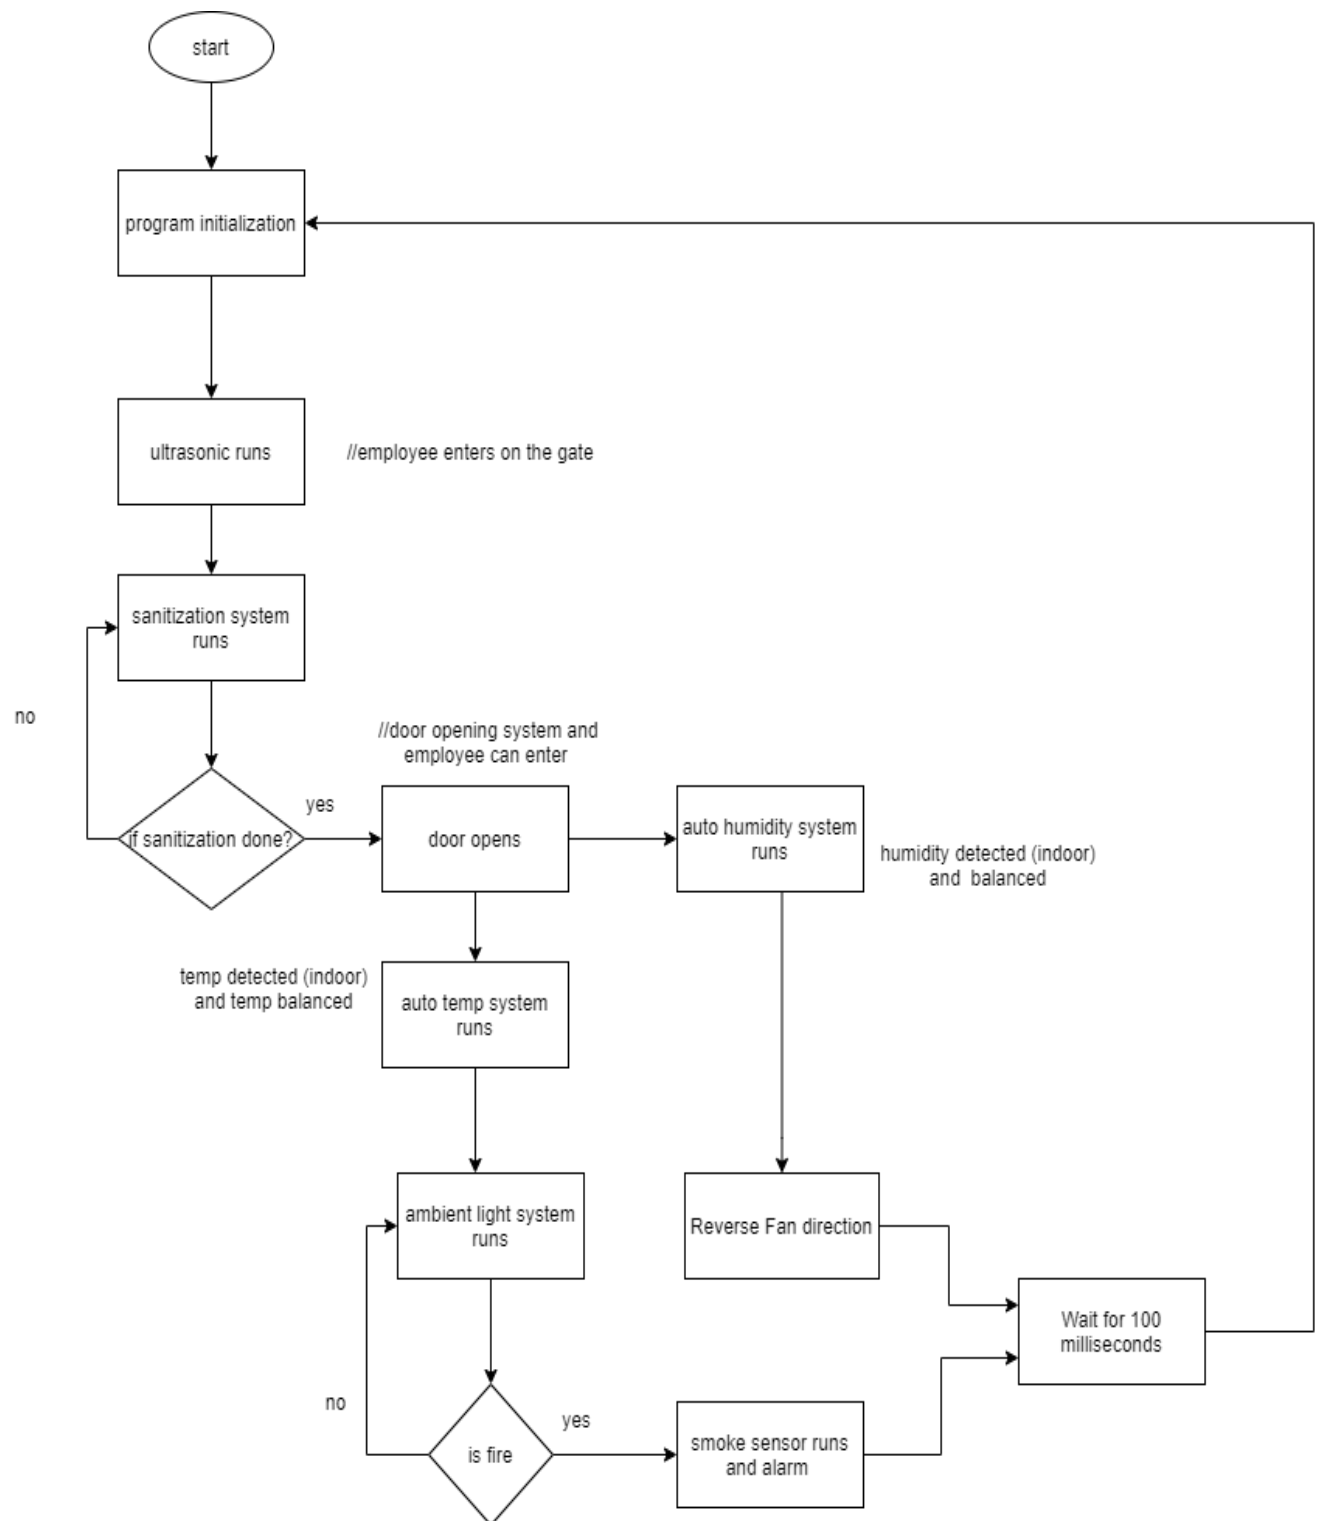 start
program initialization
ultrasonic runs
//employee enters on the gate
sanitization system
runs
no
//door opening system and
employee can enter
if sanitization done?
yes
door opens
auto humidity system
runs
humidity detected (indoor)
and balanced
temp detected (indoor)
and temp balanced
auto temp system
runs
ambient light system
runs
Reverse Fan direction
Wait for 100
milliseconds
no
is fire
yes
smoke sensor runs
and alarm